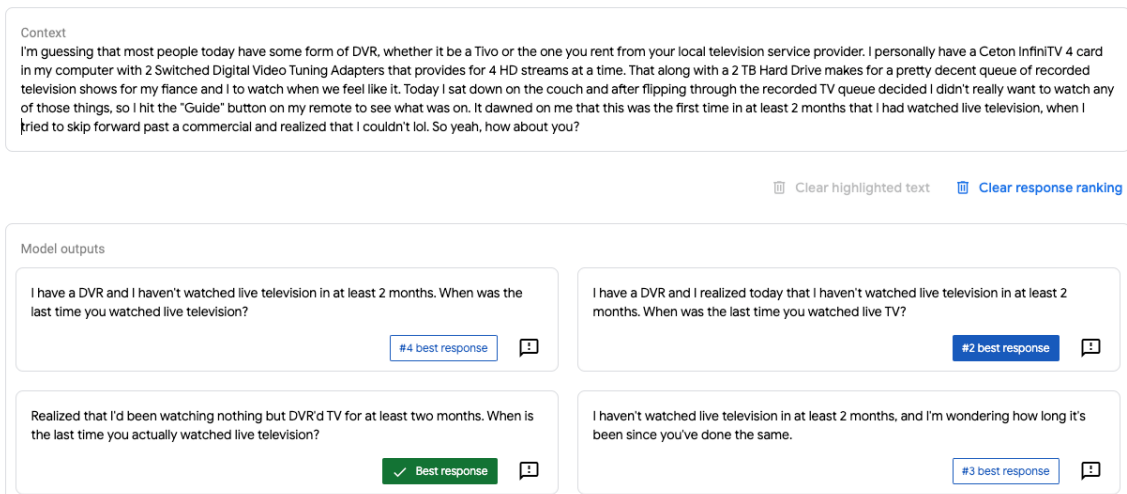 Context
I'm guessing that most people today have some form of DVR, whether it be a Tivo or the one you rent from your local television service provider. I personally have a Ceton InfiniTV 4 card
in my computer with 2 Switched Digital Video Tuning Adapters that provides for 4 HD streams at a time. That along with a 2 TB Hard Drive makes for a pretty decent queue of recorded
television shows for my fiance and I to watch when we feel like it. Today I sat down on the couch and after flipping through the recorded TV queue decided I didn't really want to watch any
of those things, so I hit the "Guide" button on my remote to see what was on. It dawned on me that this was the first time in at least 2 months that I had watched live television, when I
tried to skip forward past a commercial and realized that I couldn't lol. So yeah, how about you?
Clear highlighted text
Clear response ranking
Model outputs
I have a DVR and I haven't watched live television in at least 2 months. When was the
last time you watched live television?
#4 best response
I have a DVR and I realized today that I haven't watched live television in at least 2
months. When was the last time you watched live TV?
#2 best response
Realized that I'd been watching nothing but DVR'd TV for at least two months. When is
the last time you actually watched live television?
Best response
I haven't watched live television in at least 2 months, and I'm wondering how long it's
been since you've done the same.
#3 best response